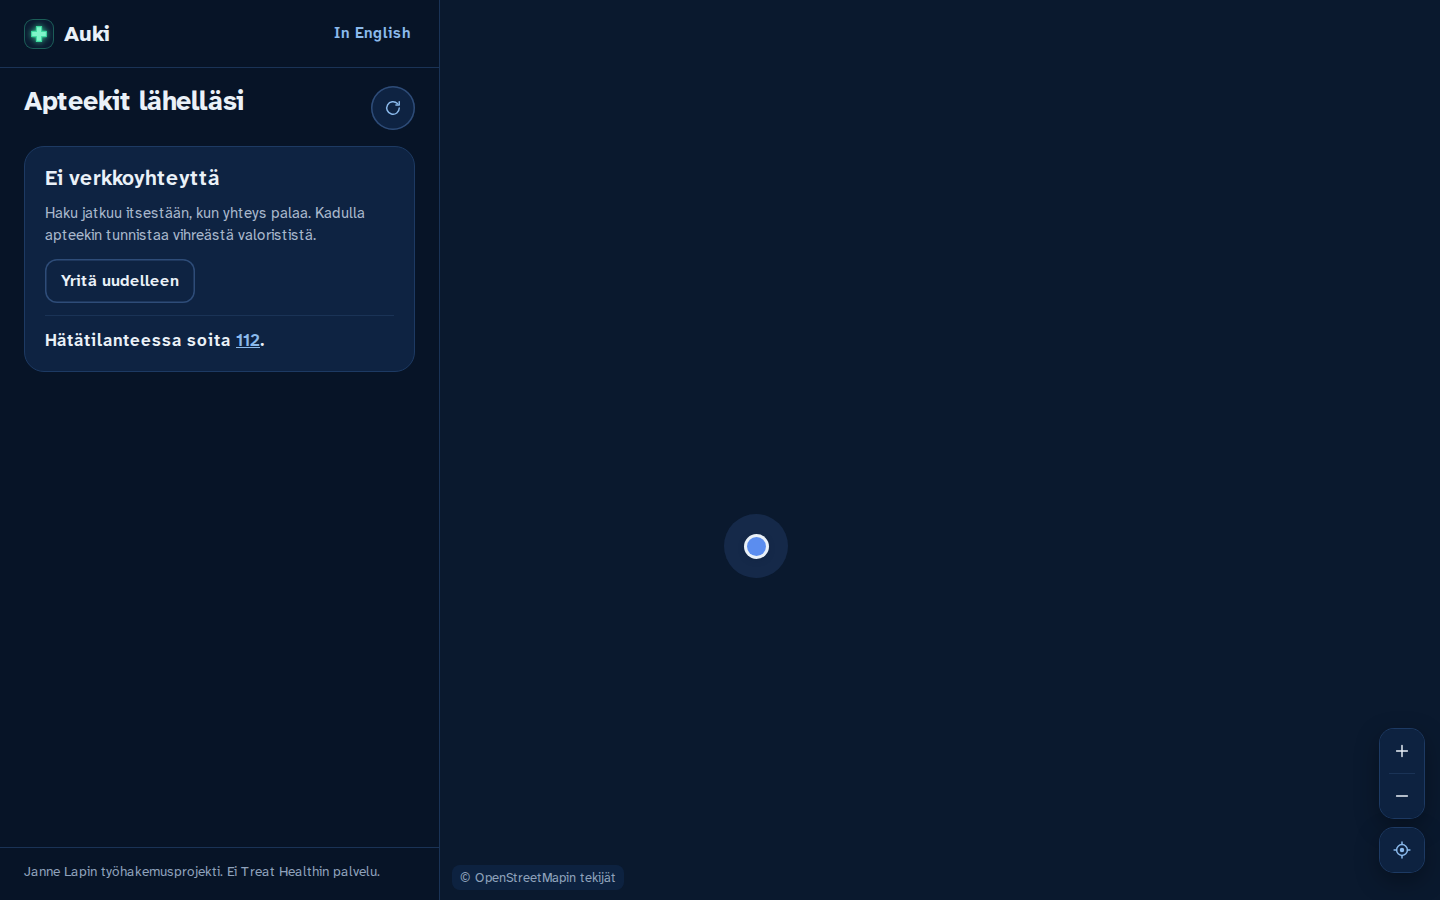 Auki
In English
Apteekit lähelläsi
Ei verkkoyhteyttä
Haku jatkuu itsestään, kun yhteys palaa. Kadulla
apteekin tunnistaa vihreästä valorististä.
Yritä uudelleen
Hätätilanteessa soita 112.
Janne Lapin työhakemusprojekti. Ei Treat Healthin palvelu.
© OpenStreetMapin tekijät